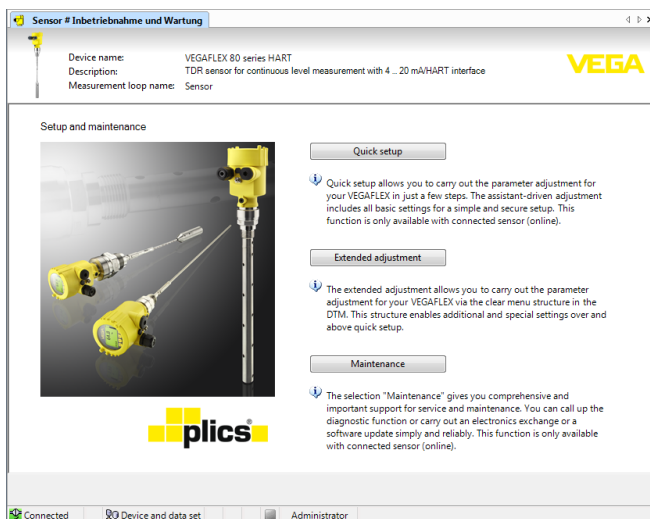 Sensor # Inbetriebnahme und Wartung
Device name: VEGAFLEX 80 series HART
Description: TDR sensor for continuous level measurement with 4 .. 20 mA/HART interface
Measurement loop name: Sensor
VEGA
Setup and maintenance
Quick setup
Quick setup allows you to carry out the parameter adjustment for
your VEGAFLEX in just a few steps. The assistant-driven adjustment
includes all basic settings for a simple and secure setup. This
function is only available with connected sensor (online).
Extended adjustment
The extended adjustment allows you to carry out the parameter
adjustment for your VEGAFLEX via the clear menu structure in the
DTM. This structure enables additional and special settings over and
above quick setup.
Maintenance
The selection "Maintenance" gives you comprehensive and
important support for service and maintenance. You can call up the
diagnostic function or carry out an electronics exchange or a
software update simply and reliably. This function is only available
with connected sensor (online).
plics®
Connected Device and data set Administrator